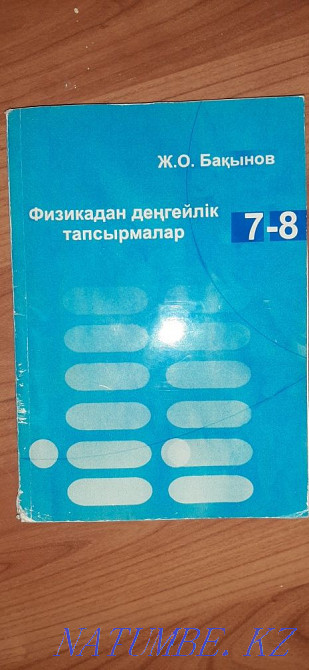 Ж.О. Бақынов
Физикадан деңгейлік
тапсырмалар
7-8
NATUMBE.KZ